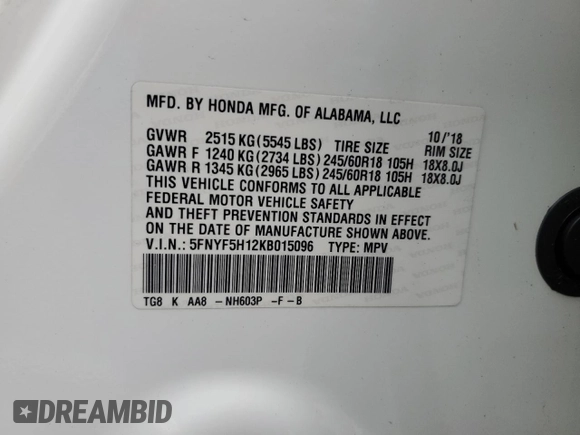 MFD. BY HONDA MFG. OF ALABAMA, LLC
10/'18
GVWR 2515 KG(5545 LBS) TIRE SIZE RIM SIZE
GAWR F 1240 KG(2734 LBS)245/60R18 105H 18X8.0J
GAWR R 1345 KG(2965 LBS)245/60R18 105H 18X8.0J
THIS VEHICLE CONFORMS TO ALL APPLICABLE
FEDERAL MOTOR VEHICLE SAFETY
AND THEFT PREVENTION STANDARDS IN EFFECT
ON THE DATE OF MANUFACTURE SHOWN ABOVE.
V.I.N.: 5FNYF5H12KB015096 TYPE: MPV
TG8 K AA8 -NH603P -F-B
DREAMBID